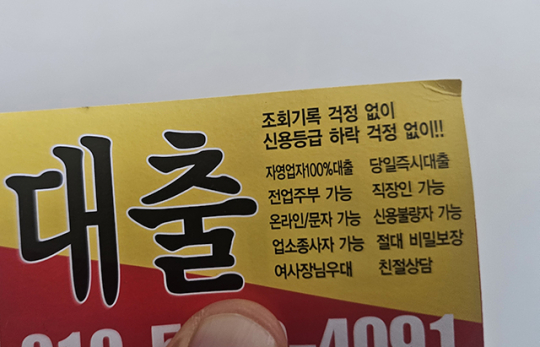 대출
조회기록 걱정 없이
신용등급 하락 걱정 없이!!
자영업자100%대출 당일즉시대출
전업주부 가능 직장인 가능
온라인/문자 가능 신용불량자 가능
업소종사자 가능 절대 비밀보장
여사장님우대 친절상담
-4091